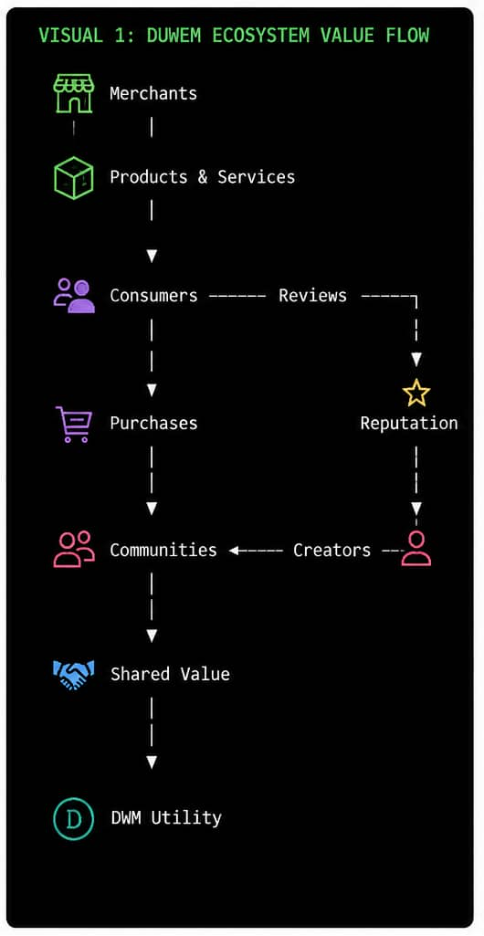 VISUAL 1: DUWEM ECOSYSTEM VALUE FLOW
Merchants
Products & Services
Consumers
Reviews
Purchases
Reputation
Communities
Creators
Shared Value
D
DWM Utility